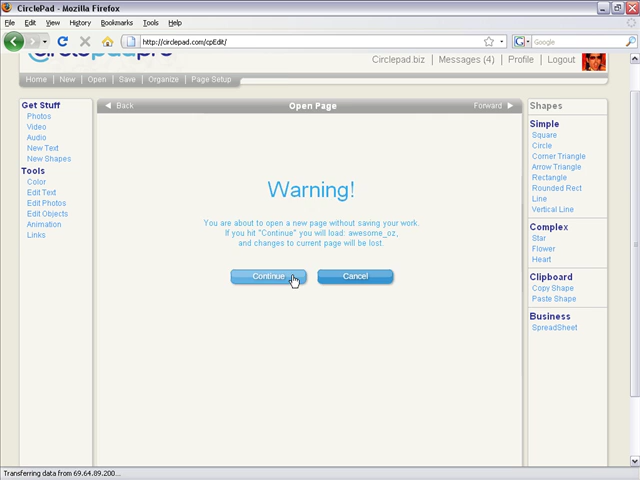 CirclePad - Mozilla Firefox
File Edit View History Bookmarks Tools Help
http://circlepad.com/cpEdit/
Google
Circlepad.biz | Messages (4) | Profile | Logout
Home | New | Open | Save | Organize | Page Setup
Back Open Page Forward
Get Stuff
Photos
Video
Audio
New Text
New Shapes
Tools
Color
Edit Text
Edit Photos
Edit Objects
Animation
Links
Warning!
You are about to open a new page without saving your work.
If you hit "Continue" you will load: awesome_oz,
and changes to current page will be lost.
Continue Cancel
Shapes
Simple
Square
Circle
Corner Triangle
Arrow Triangle
Rectangle
Rounded Rect
Line
Vertical Line
Complex
Star
Flower
Heart
Clipboard
Copy Shape
Paste Shape
Business
SpreadSheet
Transferring data from 69.64.89.200...